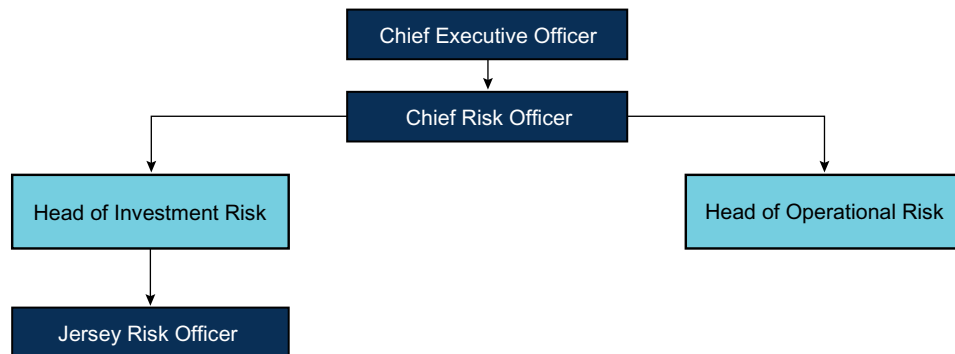 Chief Executive Officer
Chief Risk Officer
Head of Investment Risk
Head of Operational Risk
Jersey Risk Officer